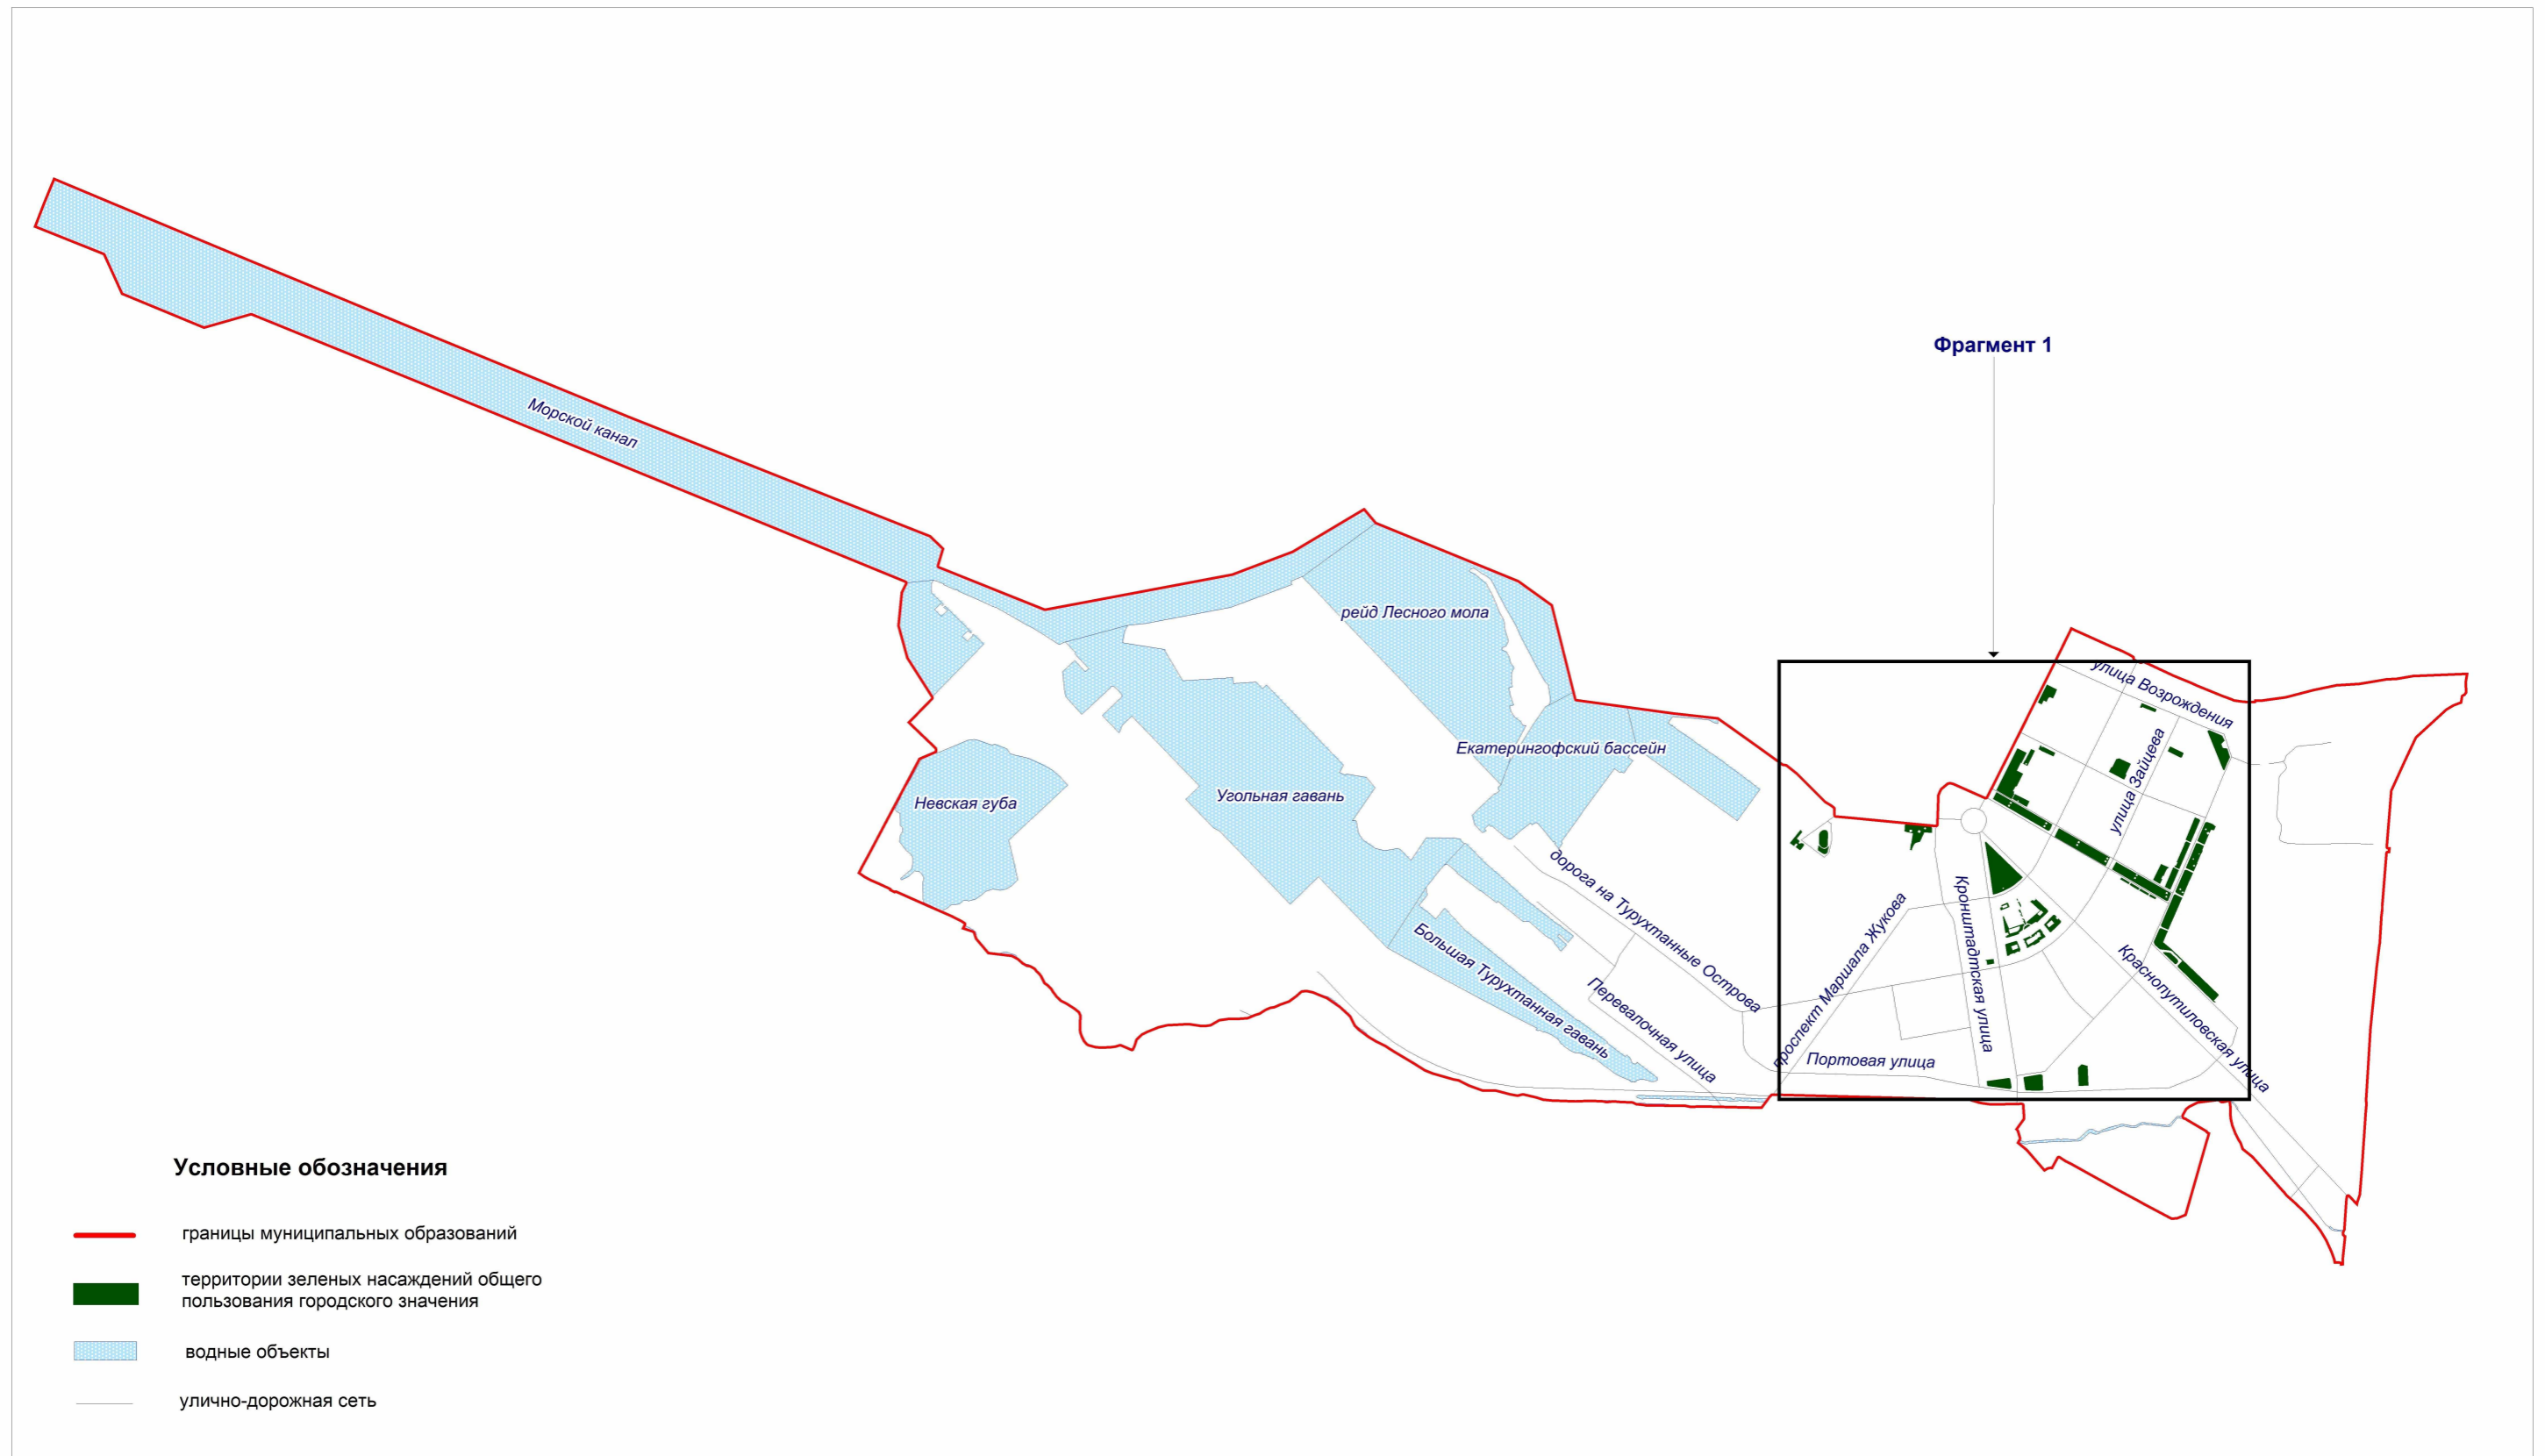 Фрагмент 1
Морской канал
рейд Лесного мола
улица Возрождения
Екатерингофский бассейн
улица Зайцева
Угольная гавань
Невская губа
дорога на Турухтанные Острова
Кронштадтская улица
проспект Маршала Жукова
Большая Турухтанная гавань
Перевалочная улица
Краснопутиловская улица
Портовая улица
Условные обозначения
границы муниципальных образований
территории зеленых насаждений общего
пользования городского значения
водные объекты
улично-дорожная сеть